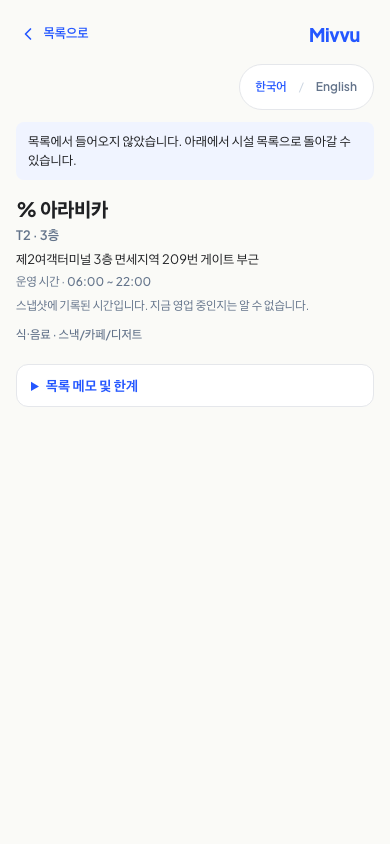 목록으로
Mivvu
한국어 / English
목록에서 들어오지 않았습니다. 아래에서 시설 목록으로 돌아갈 수
있습니다.
% 아라비카
T2 · 3층
제2여객터미널 3층 면세지역 209번 게이트 부근
운영 시간 · 06:00 ~ 22:00
스냅샷에 기록된 시간입니다. 지금 영업 중인지는 알 수 없습니다.
식·음료 · 스낵/카페/디저트
목록 메모 및 한계